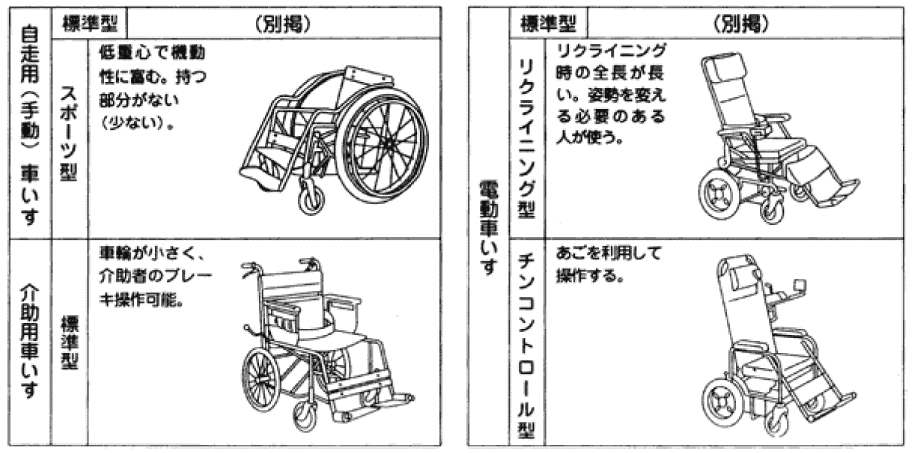 自走用（手動）車いす
標準型
（別掲）
スポーツ型
低重心で機動
性に富む。持つ
部分がない
（少ない）。
介助用車いす
標準型
車輪が小さく、
介助者のブレー
キ操作可能。
電動車いす
標準型
（別掲）
リクライニング型
リクライニング
時の全長が長
い。姿勢を変え
る必要のある
人が使う。
チンコントロール型
あごを利用して
操作する。